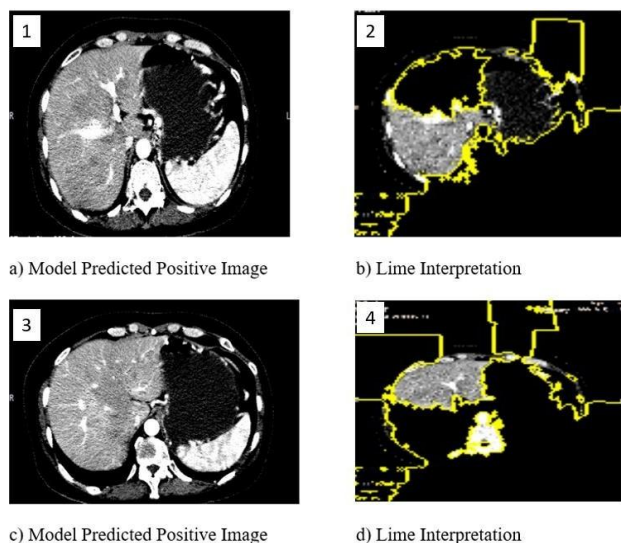 1
2
R
L
R
a) Model Predicted Positive Image
b) Lime Interpretation
3
4
R
R
c) Model Predicted Positive Image
d) Lime Interpretation